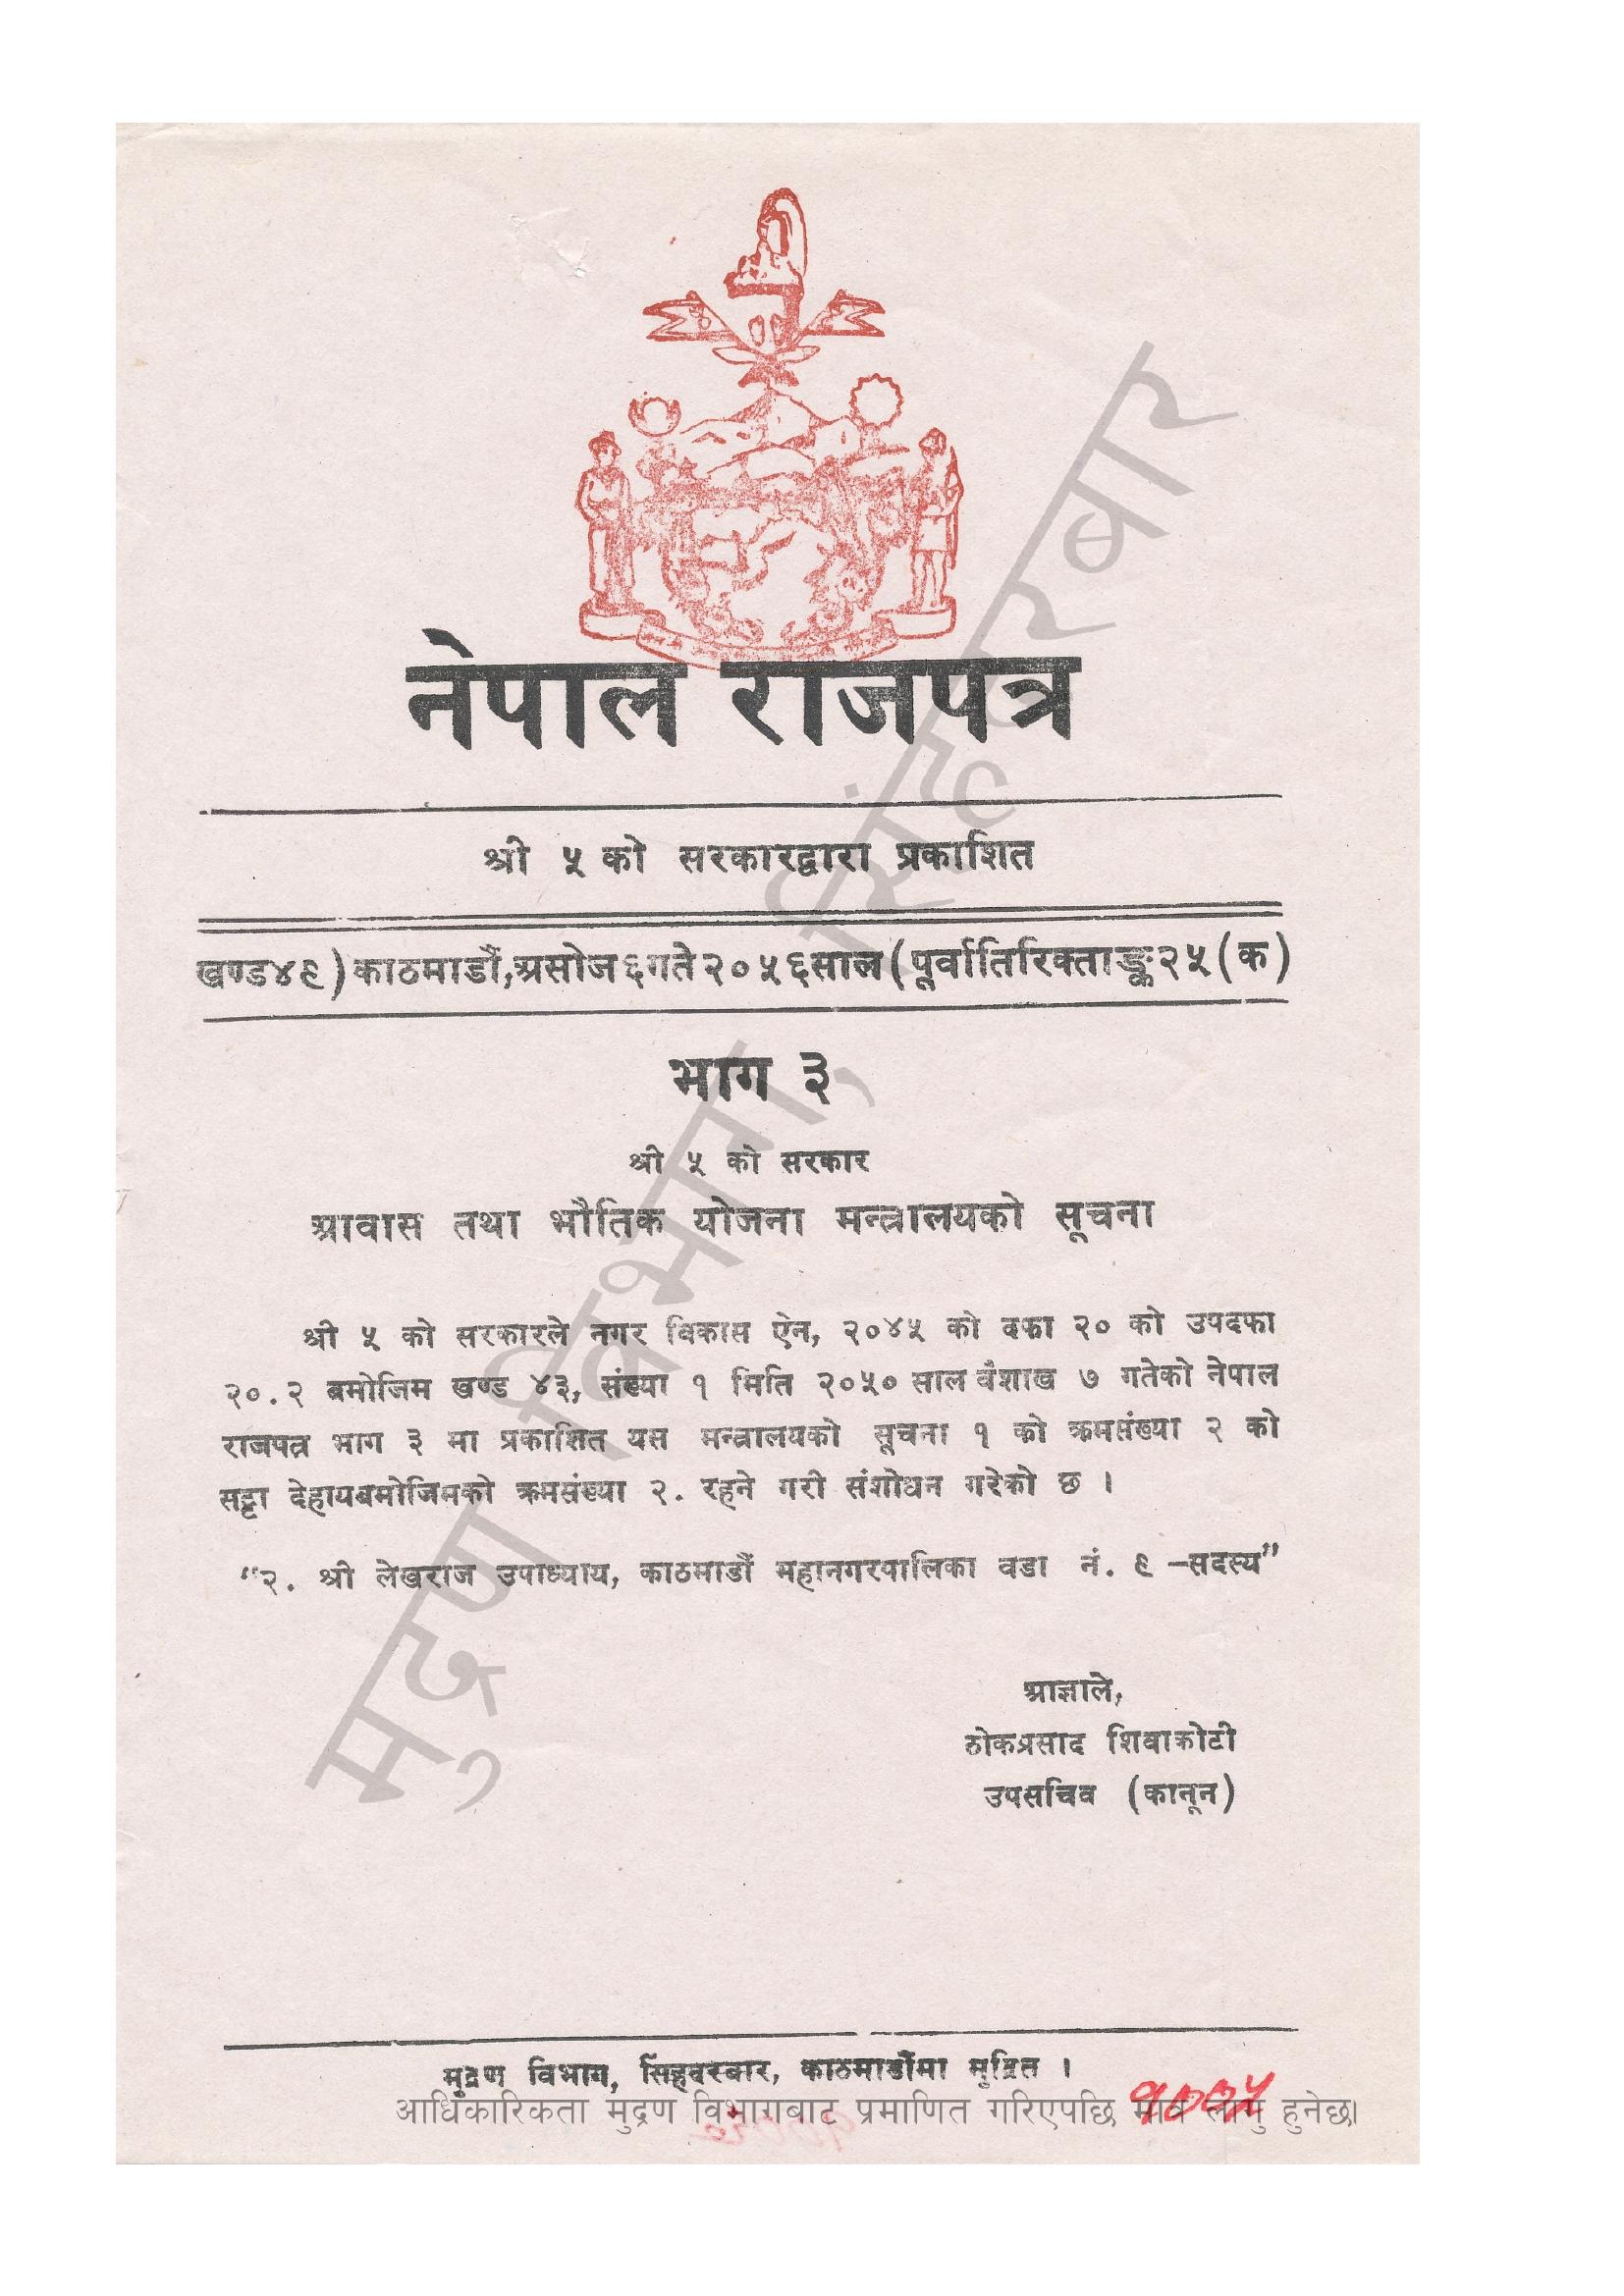 नेपाल राजपत्र
श्री ५ को सरकारद्वारा प्रकाशित
खण्ड४९) काठमाडौं, असोज ६ गते २०५६ साल (पूर्वातिरिक्ताङ्क २५ (क)
भाग ३
श्री ५ को सरकार
आवास तथा भौतिक योजना मन्त्रालयको सूचना
श्री ५ को सरकारले नगर विकास ऐन, २०४५ को दफा २० को उपदफा
२०.२ बमोजिम खण्ड ४३, संख्या १ मिति २०५० साल बैशाख ७ गतेको नेपाल
राजपत्र भाग ३ मा प्रकाशित यस मन्त्रालयको सूचना १ को क्रमसंख्या २ को
सट्टा देहायबमोजिमको क्रमसंख्या २. रहने गरी संशोधन गरेको छ ।
"२. श्री लेखराज उपाध्याय, काठमाडौं महानगरपालिका वडा नं. ९ –सदस्य"
आज्ञाले,
ठोकप्रसाद शिवाकोटी
उपसचिव (कानून)
मुद्रण विभाग, सिंहदरबार, काठमाडौंमा मुद्रित ।
आधिकारिकता मुद्रण विभागबाट प्रमाणित गरिएपछि मात्र लागु हुनेछ।
१००५
मुद्रण विभाग, सिंहदरबार